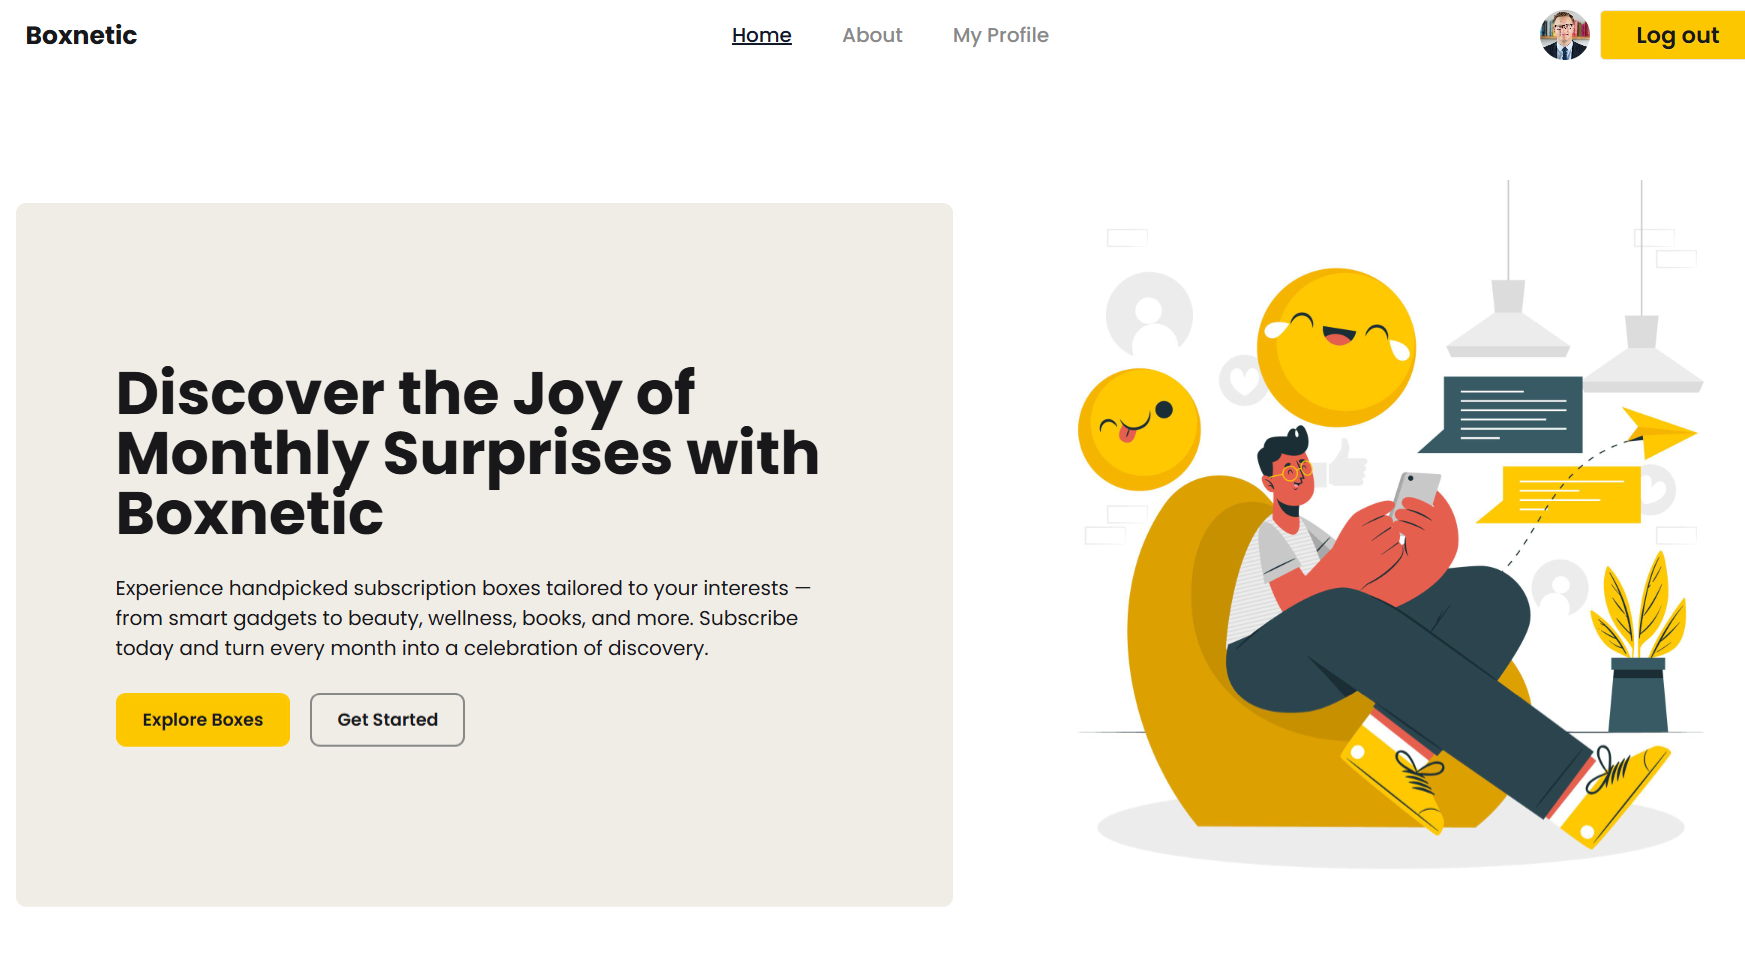 Boxnetic
Home About My Profile
Log out
Discover the Joy of
Monthly Surprises with
Boxnetic
Experience handpicked subscription boxes tailored to your interests —
from smart gadgets to beauty, wellness, books, and more. Subscribe
today and turn every month into a celebration of discovery.
Explore Boxes
Get Started